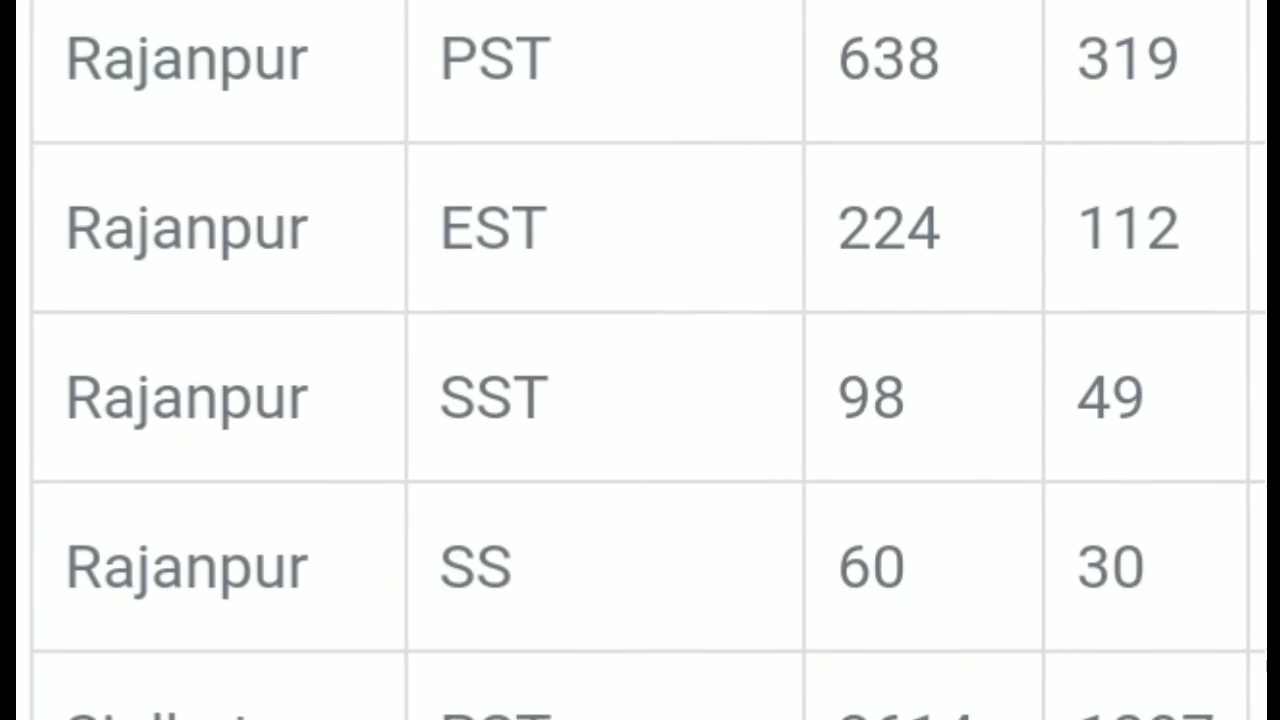 Rajanpur PST 638 319
Rajanpur EST 224 112
Rajanpur SST 98 49
Rajanpur SS 60 30